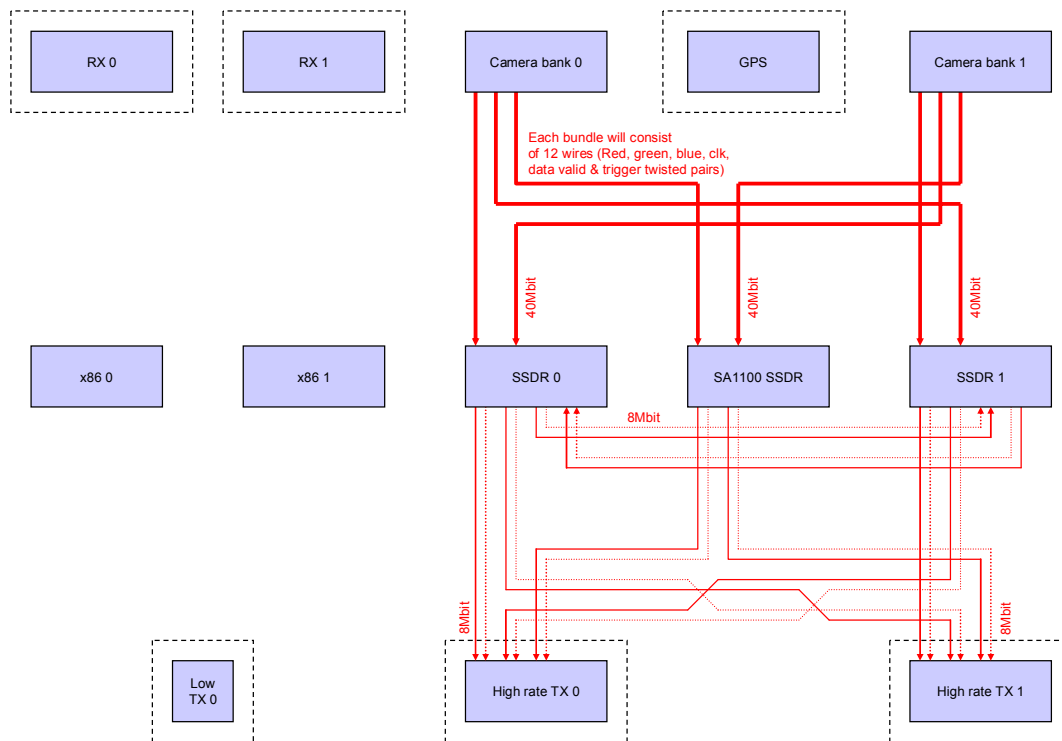 RX 0
RX 1
Camera bank 0
GPS
Camera bank 1
Each bundle will consist
of 12 wires (Red, green, blue, clk,
data valid & trigger twisted pairs)
40Mbit
40Mbit
40Mbit
x86 0
x86 1
SSDR 0
SA1100 SSDR
SSDR 1
8Mbit
8Mbit
8Mbit
Low
TX 0
High rate TX 0
High rate TX 1